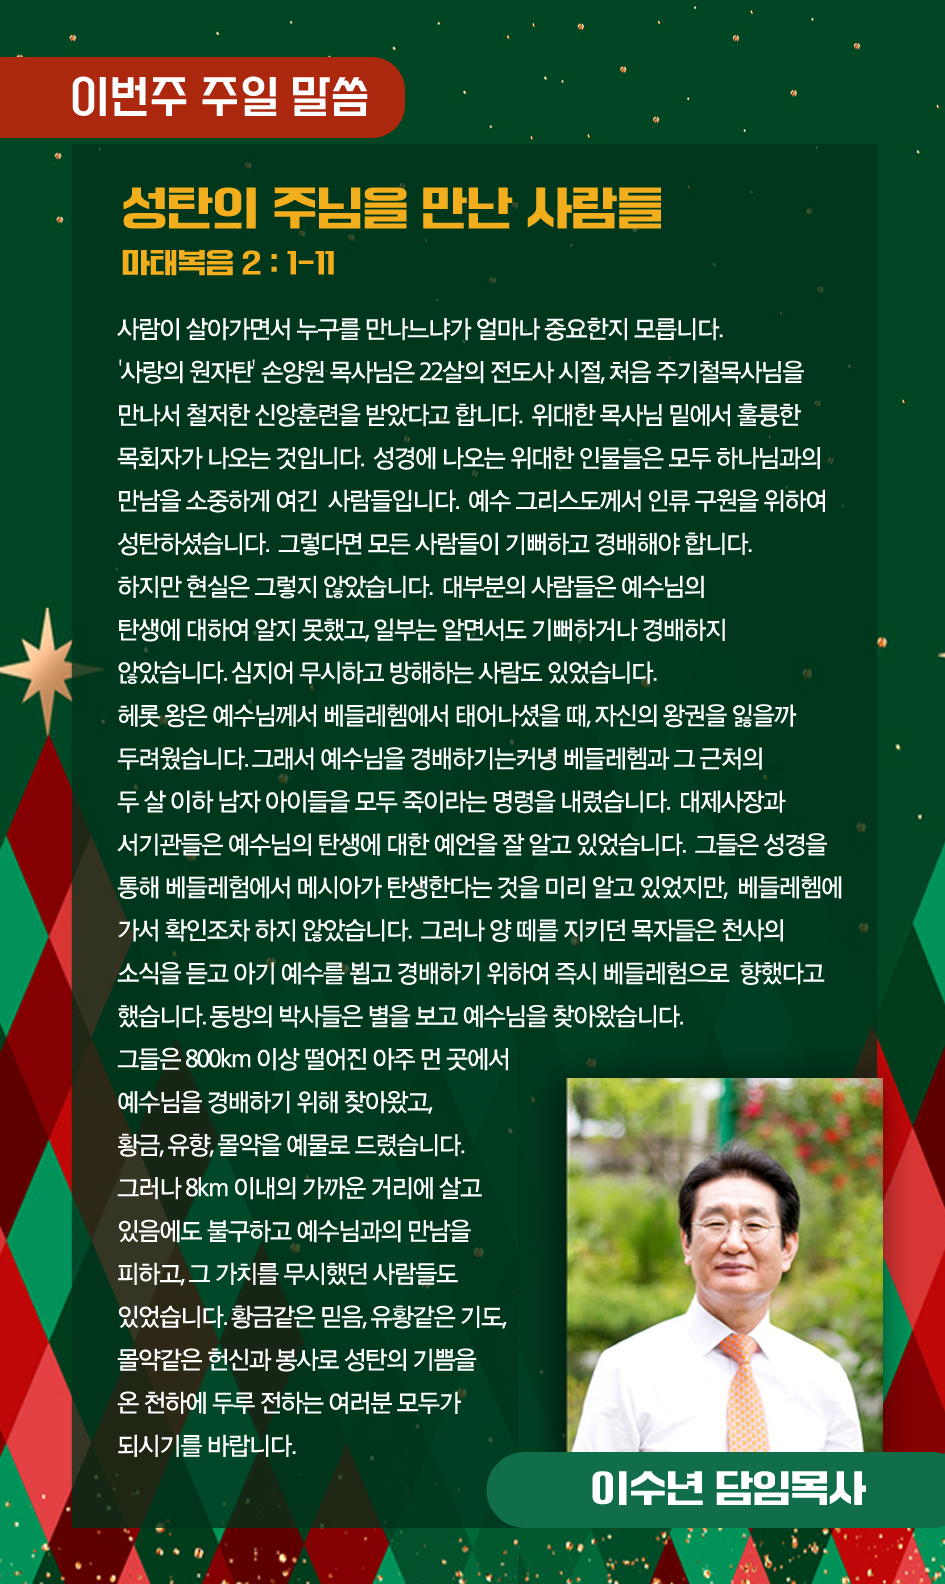 이번주 주일 말씀
성탄의 주님을 만난 사람들
마태복음 2 : 1-11
사람이 살아가면서 누구를 만나느냐가 얼마나 중요한지 모릅니다.
'사랑의 원자탄' 손양원 목사님은 22살의 전도사 시절, 처음 주기철목사님을
만나서 철저한 신앙훈련을 받았다고 합니다. 위대한 목사님 밑에서 훌륭한
목회자가 나오는 것입니다. 성경에 나오는 위대한 인물들은 모두 하나님과의
만남을 소중하게 여긴 사람들입니다. 예수 그리스도께서 인류 구원을 위하여
성탄하셨습니다. 그렇다면 모든 사람들이 기뻐하고 경배해야 합니다.
하지만 현실은 그렇지 않았습니다. 대부분의 사람들은 예수님의
탄생에 대하여 알지 못했고, 일부는 알면서도 기뻐하거나 경배하지
않았습니다. 심지어 무시하고 방해하는 사람도 있었습니다.
헤롯 왕은 예수님께서 베들레헴에서 태어나셨을 때, 자신의 왕권을 잃을까
두려웠습니다. 그래서 예수님을 경배하기는커녕 베들레헴과 그 근처의
두 살 이하 남자 아이들을 모두 죽이라는 명령을 내렸습니다. 대제사장과
서기관들은 예수님의 탄생에 대한 예언을 잘 알고 있었습니다. 그들은 성경을
통해 베들레험에서 메시아가 탄생한다는 것을 미리 알고 있었지만, 베들레헴에
가서 확인조차 하지 않았습니다. 그러나 양 떼를 지키던 목자들은 천사의
소식을 듣고 아기 예수를 뵙고 경배하기 위하여 즉시 베들레험으로 향했다고
했습니다. 동방의 박사들은 별을 보고 예수님을 찾아왔습니다.
그들은 800km 이상 떨어진 아주 먼 곳에서
예수님을 경배하기 위해 찾아왔고,
황금, 유향, 몰약을 예물로 드렸습니다.
그러나 8km 이내의 가까운 거리에 살고
있음에도 불구하고 예수님과의 만남을
피하고, 그 가치를 무시했던 사람들도
있었습니다. 황금같은 믿음, 유황같은 기도,
몰약같은 헌신과 봉사로 성탄의 기쁨을
온 천하에 두루 전하는 여러분 모두가
되시기를 바랍니다.
이수년 담임목사